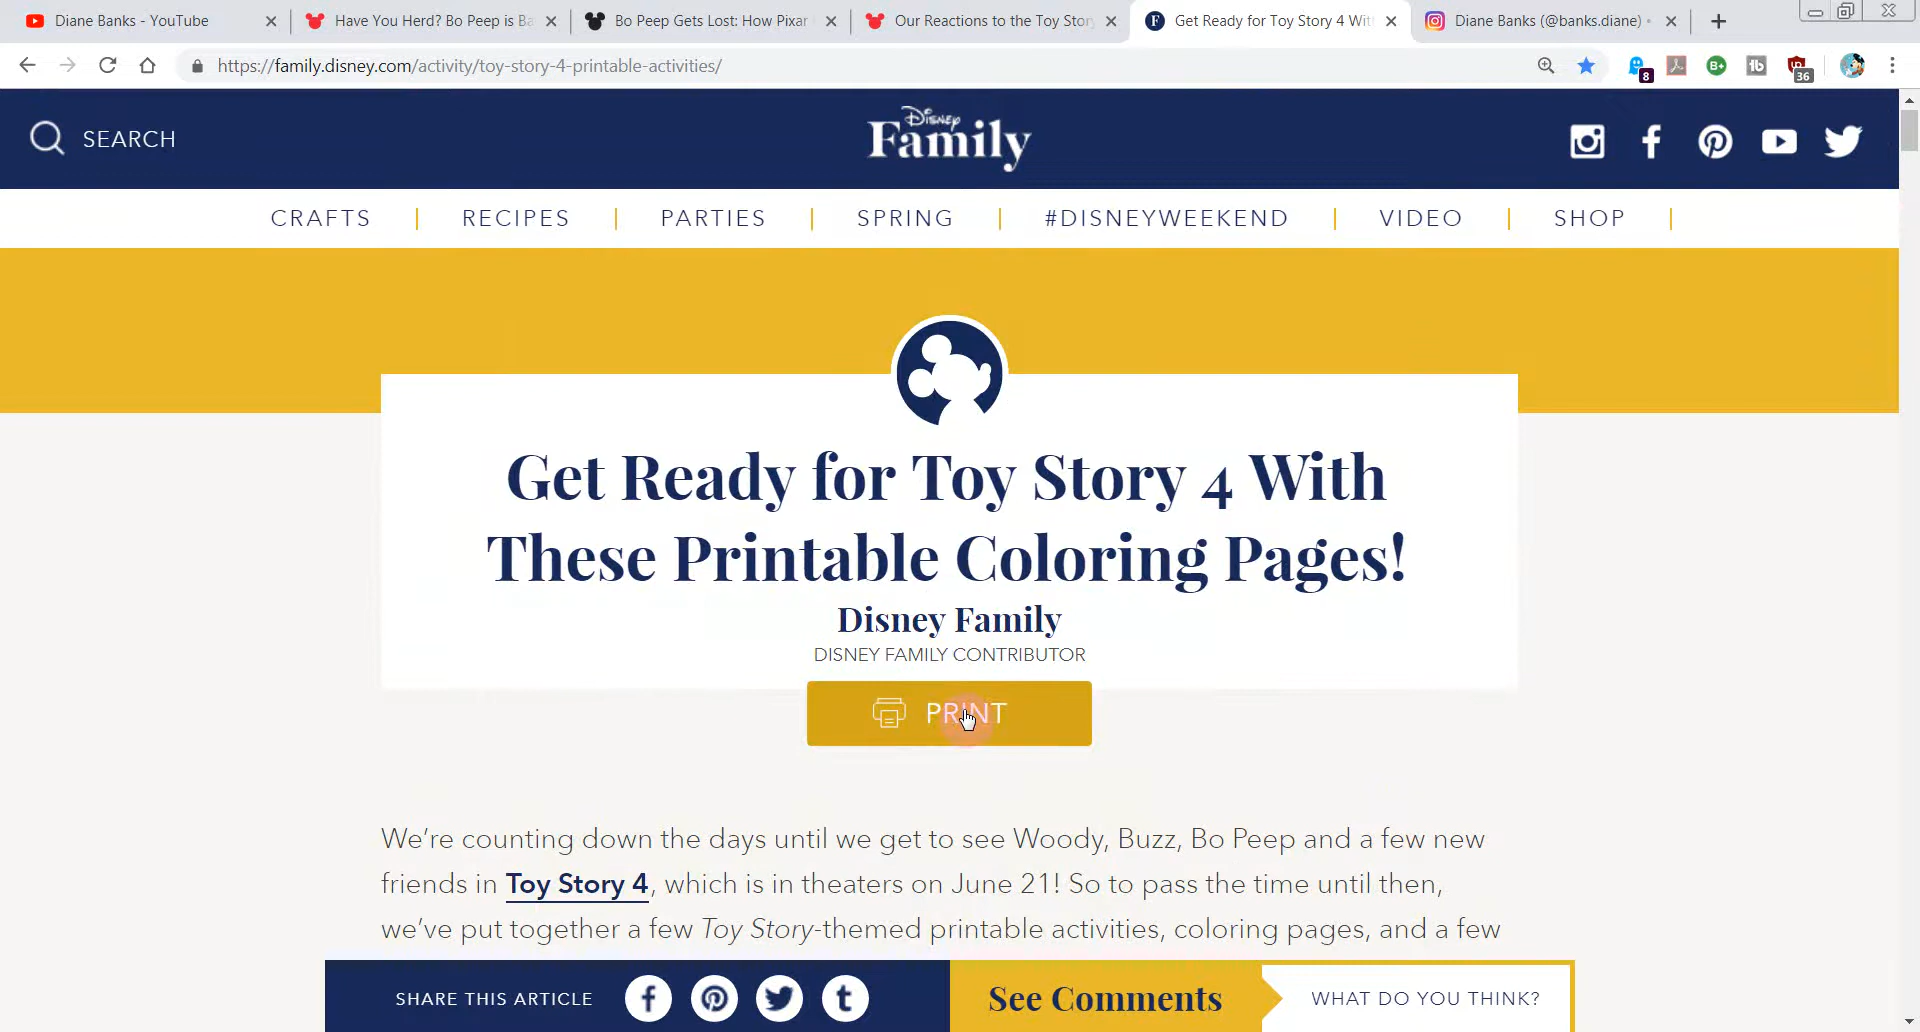 Diane Banks - YouTube
Have You Herd? Bo Peep is Ba
Bo Peep Gets Lost: How Pixar
Our Reactions to the Toy Story
Get Ready for Toy Story 4 Wit
Diane Banks (@banks.diane) •
https://family.disney.com/activity/toy-story-4-printable-activities/
8
B+
tb
36
SEARCH
Disney
Family
CRAFTS
RECIPES
PARTIES
SPRING
#DISNEYWEEKEND
VIDEO
SHOP
Get Ready for Toy Story 4 With
These Printable Coloring Pages!
Disney Family
DISNEY FAMILY CONTRIBUTOR
PRINT
We’re counting down the days until we get to see Woody, Buzz, Bo Peep and a few new
friends in Toy Story 4, which is in theaters on June 21! So to pass the time until then,
we’ve put together a few Toy Story-themed printable activities, coloring pages, and a few
SHARE THIS ARTICLE
See Comments
WHAT DO YOU THINK?